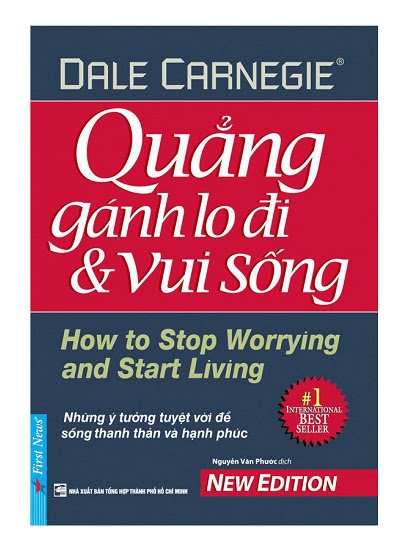 DALE CARNEGIE®
Quảng
gánh lo đi
& vui sống
How to Stop Worrying
and Start Living
#1
INTERNATIONAL
BEST
SELLER
Những ý tưởng tuyệt vời để
sống thanh thản và hạnh phúc
Nguyễn Văn Phước dịch
First News
NHÀ XUẤT BẢN TỔNG HỢP THÀNH PHỐ HỒ CHÍ MINH
NEW EDITION